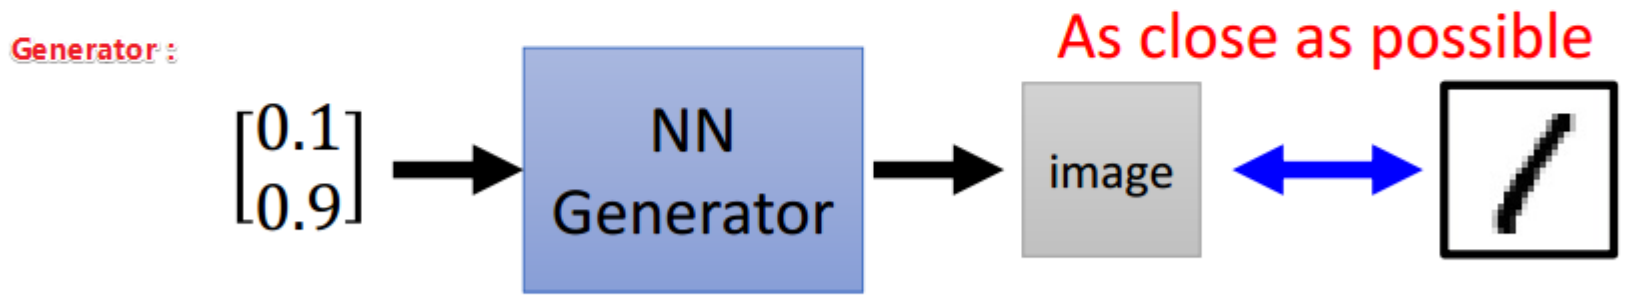 Generator :
As close as possible
[0.1
0.9]
NN
Generator
image